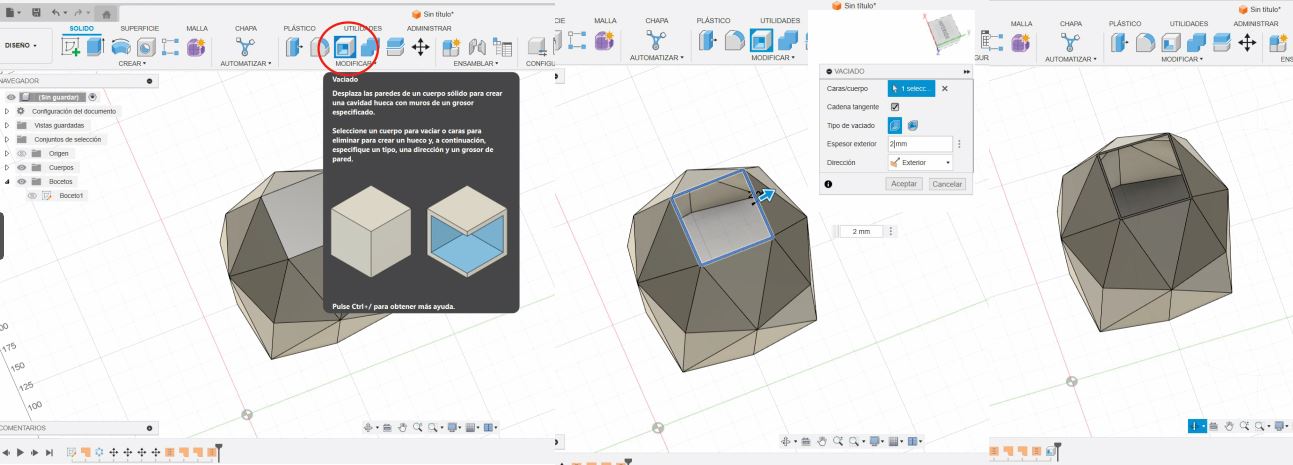 Sin título*
DISEÑO
SÓLIDO
SUPERFICIE
MALLA
CHAPA
PLÁSTICO
UTILIDADES
ADMINISTRAR
CREAR
AUTOMATIZAR
MODIFICAR
ENSAMBLAR
CONFIGU
NAVEGADOR
(Sin guardar)
Configuración del documento
Vistas guardadas
Conjuntos de selección
Origen
Cuerpos
Bocetos
Boceto1
Vaciado
Desplaza las paredes de un cuerpo sólido para crear
una cavidad hueca con muros de un grosor
especificado.
Seleccione un cuerpo para vaciar o caras para
eliminar para crear un hueco y, a continuación,
especifique un tipo, una dirección y un grosor de
pared.
Pulse Ctrl+/ para obtener más ayuda.
175
150
125
100
COMENTARIOS
Sin título*
CIE
MALLA
CHAPA
PLÁSTICO
UTILIDADES
AUTOMATIZAR
MODIFICAR
VACIADO
Caras/cuerpo
1 selecc...
Cadena tangente
Tipo de vaciado
Espesor exterior
2 mm
Dirección
Exterior
Aceptar
Cancelar
2 mm
Sin título*
MALLA
CHAPA
PLÁSTICO
UTILIDADES
ADMINISTRAR
GUR
AUTOMATIZAR
MODIFICAR
ENS